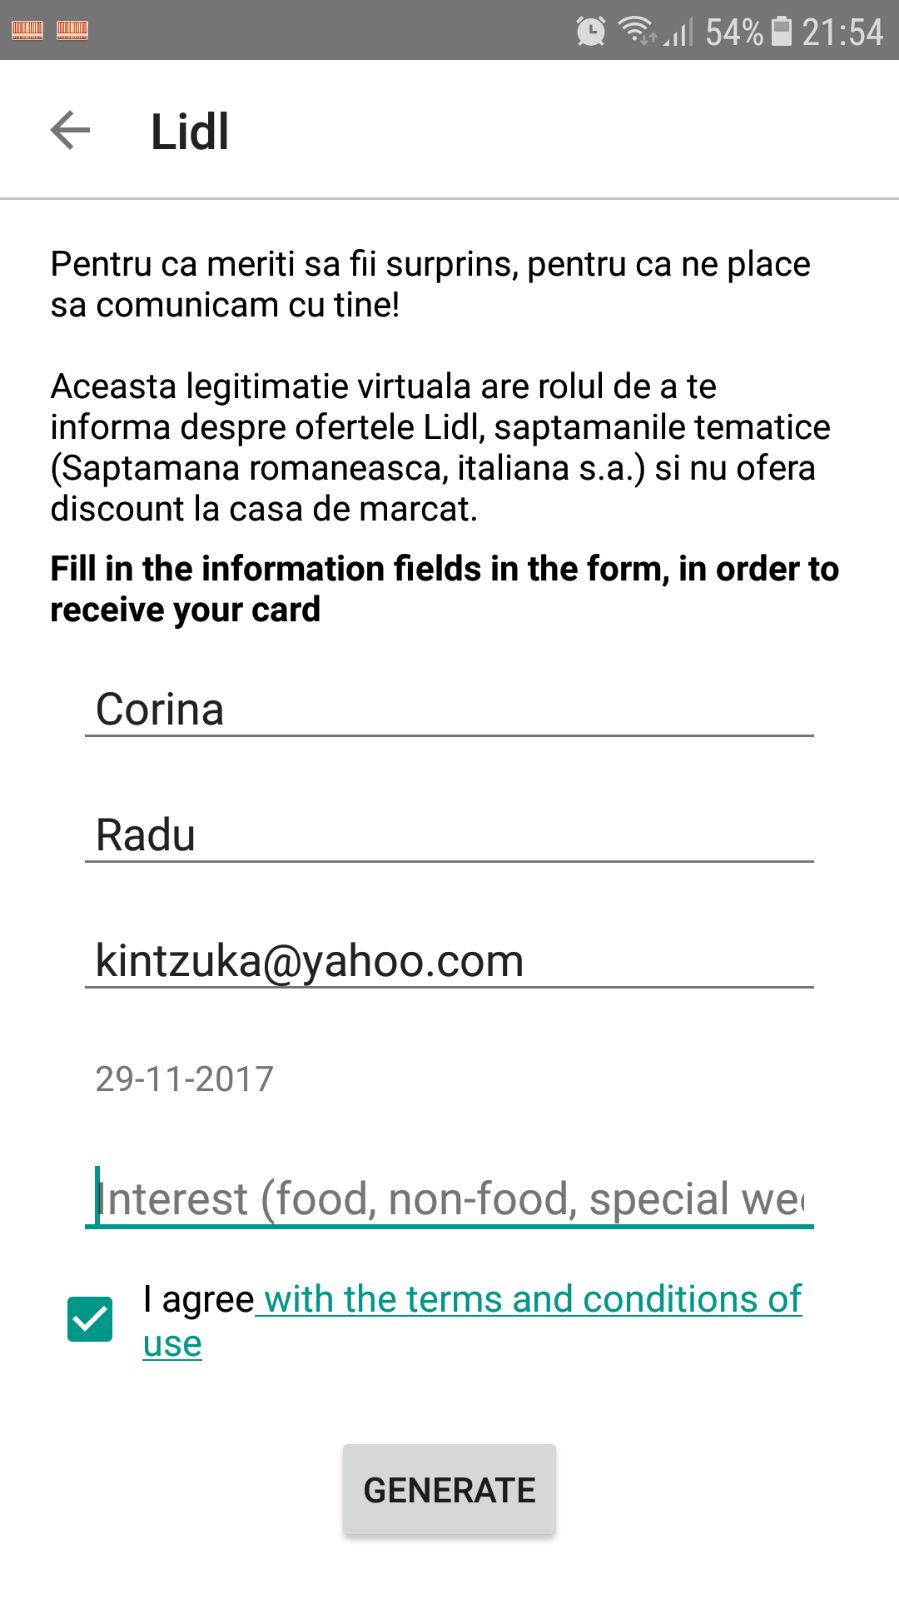 54% 21:54
Lidl
Pentru ca meriti sa fii surprins, pentru ca ne place
sa comunicam cu tine!
Aceasta legitimatie virtuala are rolul de a te
informa despre ofertele Lidl, saptamanile tematice
(Saptamana romaneasca, italiana s.a.) si nu ofera
discount la casa de marcat.
Fill in the information fields in the form, in order to
receive your card
Corina
Radu
kintzuka@yahoo.com
29-11-2017
Interest (food, non-food, special wee
I agree with the terms and conditions of
use
GENERATE